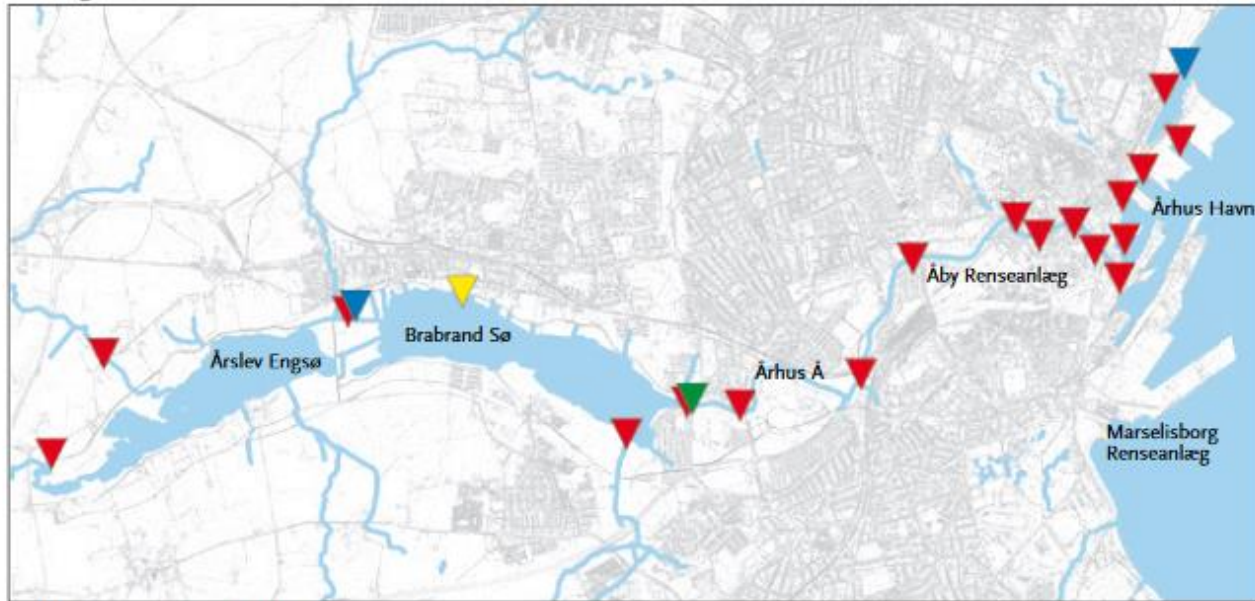 Århus Havn
Åby Renseanlæg
Brabrand Sø
Årslev Engsø
Århus Å
Marselisborg
Renseanlæg